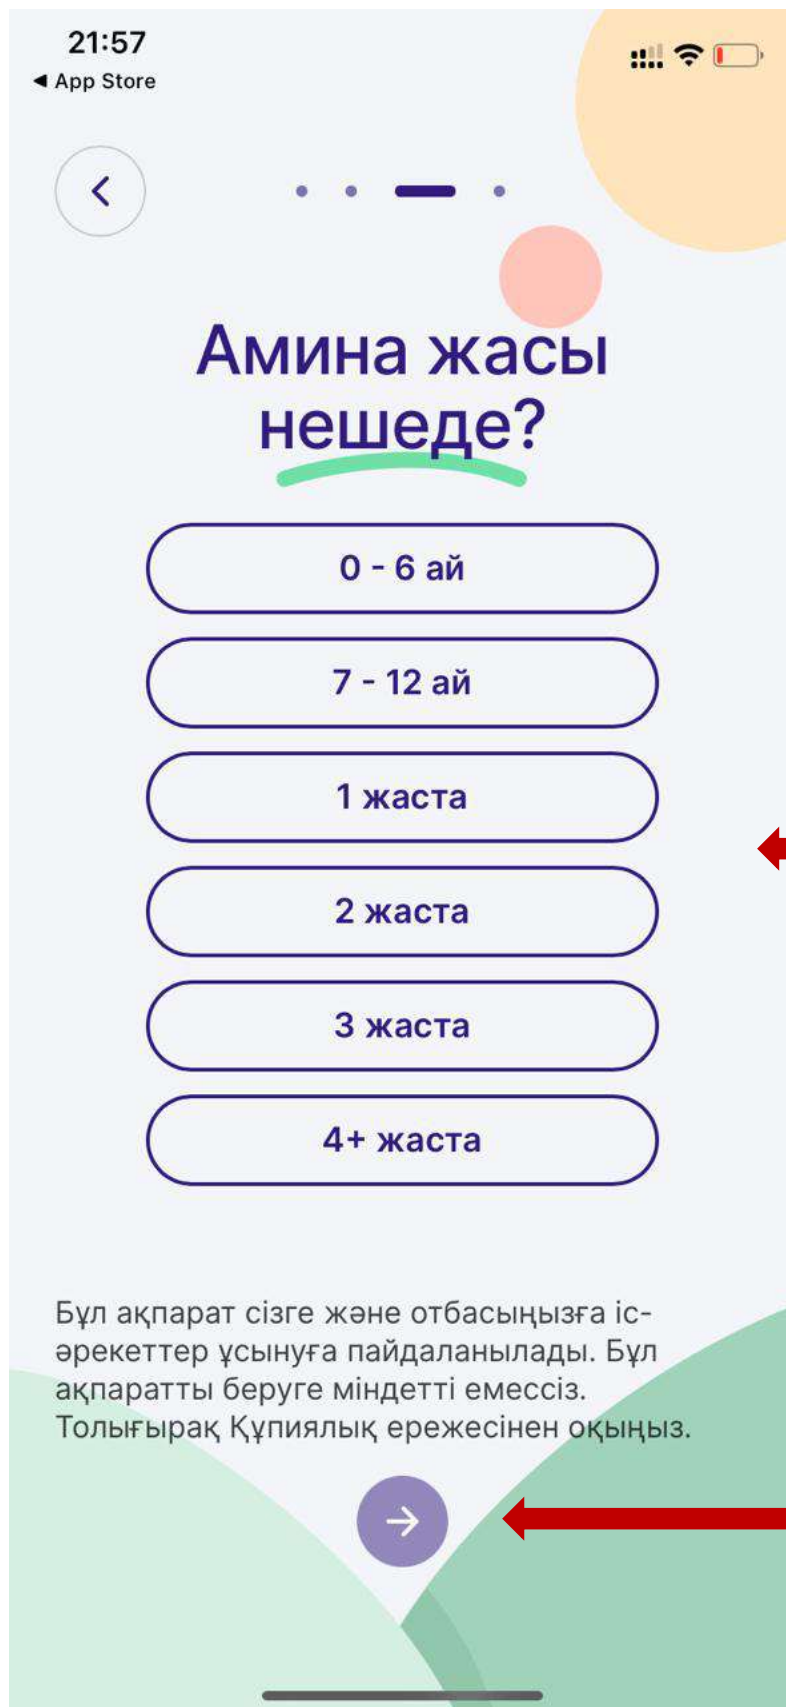 21:57
◀ App Store
Амина жасы
нешеде?
0 - 6 ай
7 - 12 ай
1 жаста
2 жаста
3 жаста
4+ жаста
Бұл ақпарат сізге және отбасыңызға іс-
әрекеттер ұсынуға пайдаланылады. Бұл
ақпаратты беруге міндетті емессіз.
Толығырақ Құпиялық ережесінен оқыңыз.